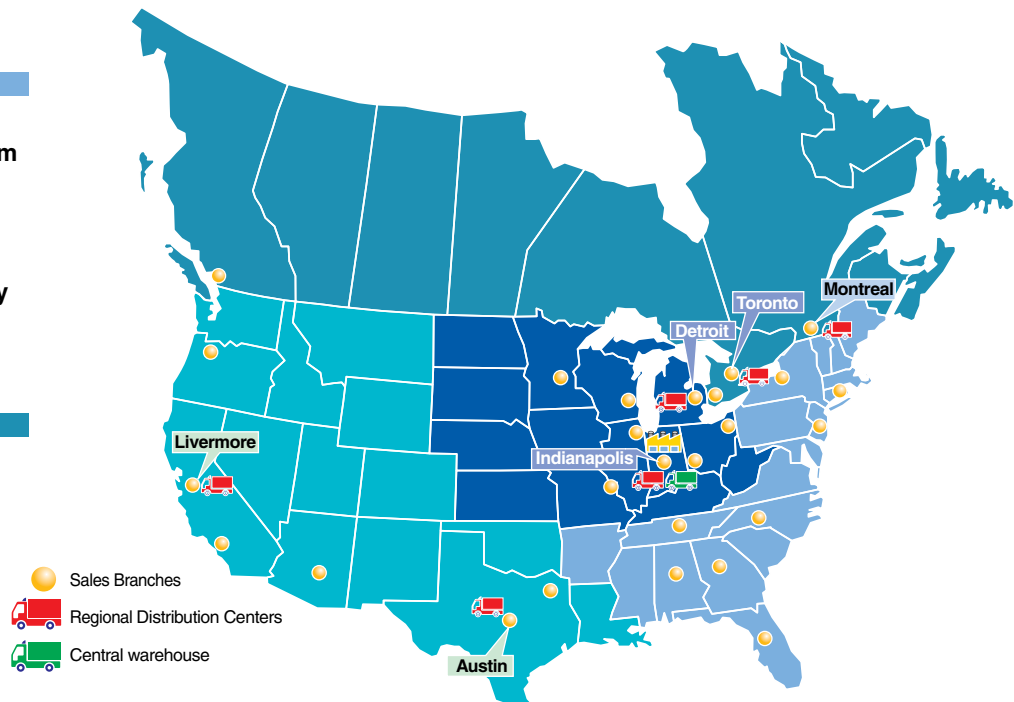 m
y
Montreal
Toronto
Detroit
Livermore
Indianapolis
Sales Branches
Regional Distribution Centers
Central warehouse
Austin